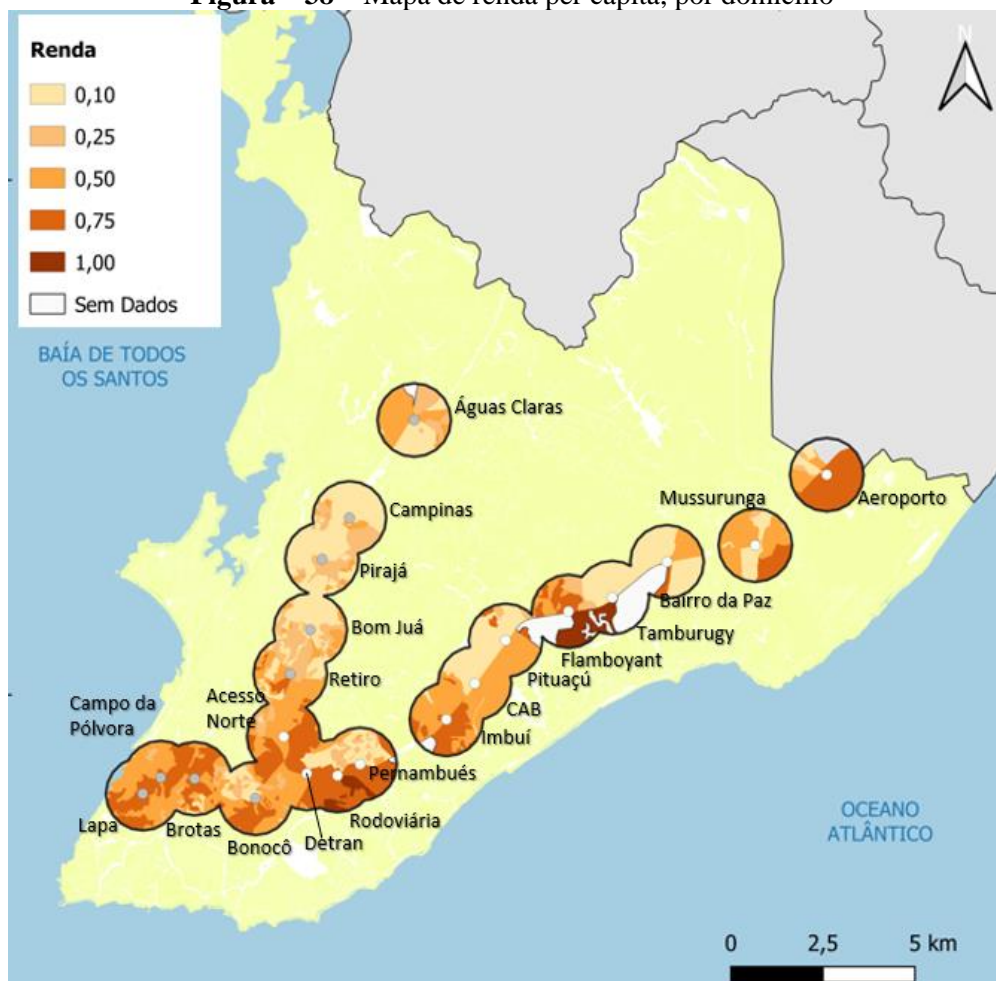 Figura 38 Mapa de renda per capita, por domicílio
N
Renda
0,10
0,25
0,50
0,75
1,00
Sem Dados
BAÍA DE TODOS
OS SANTOS
Águas Claras
Campinas
Mussurunga
Aeroporto
Pirajá
Bairro da Paz
Bom Juá
Tamburugy
Flamboyant
Retiro
Pituaçú
Campo da
Pólvora
Acesso
Norte
CAB
Imbuí
Pernambués
Lapa
Brotas
Rodoviária
Bonocô
Detran
OCEANO
ATLÂNTICO
0 2,5 5 km